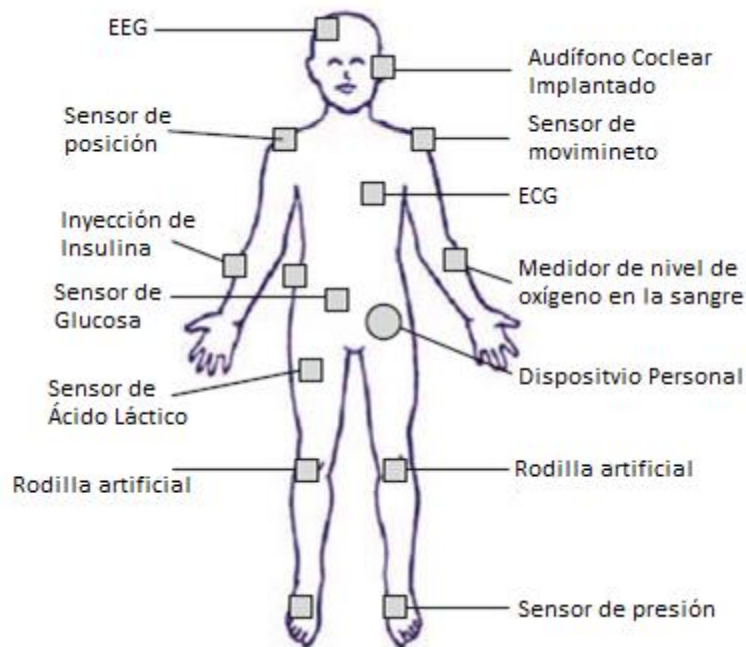 EEG
Audífono Coclear
Implantado
Sensor de
posición
Sensor de
movimineto
ECG
Inyección de
Insulina
Medidor de nivel de
oxígeno en la sangre
Sensor de
Glucosa
Dispositvio Personal
Sensor de
Ácido Láctico
Rodilla artificial
Rodilla artificial
Sensor de presión